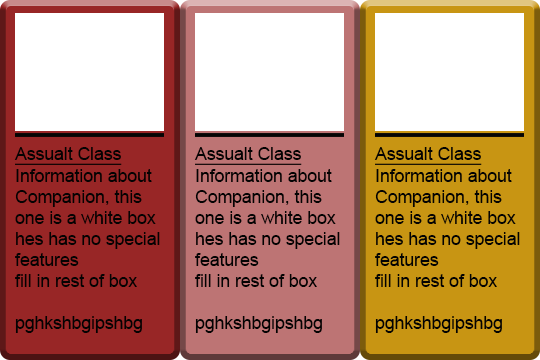 Assualt Class
Information about
Companion, this
one is a white box
hes has no special
features
fill in rest of box
pghkshbgipshbg
Assualt Class
Information about
Companion, this
one is a white box
hes has no special
features
fill in rest of box
pghkshbgipshbg
Assualt Class
Information about
Companion, this
one is a white box
hes has no special
features
fill in rest of box
pghkshbgipshbg